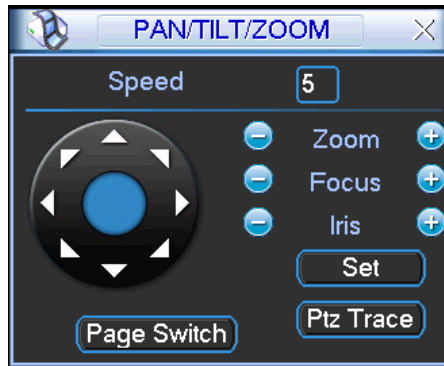 PAN/TILT/ZOOM
Speed 5
Zoom
Focus
Iris
Set
Page Switch
Ptz Trace